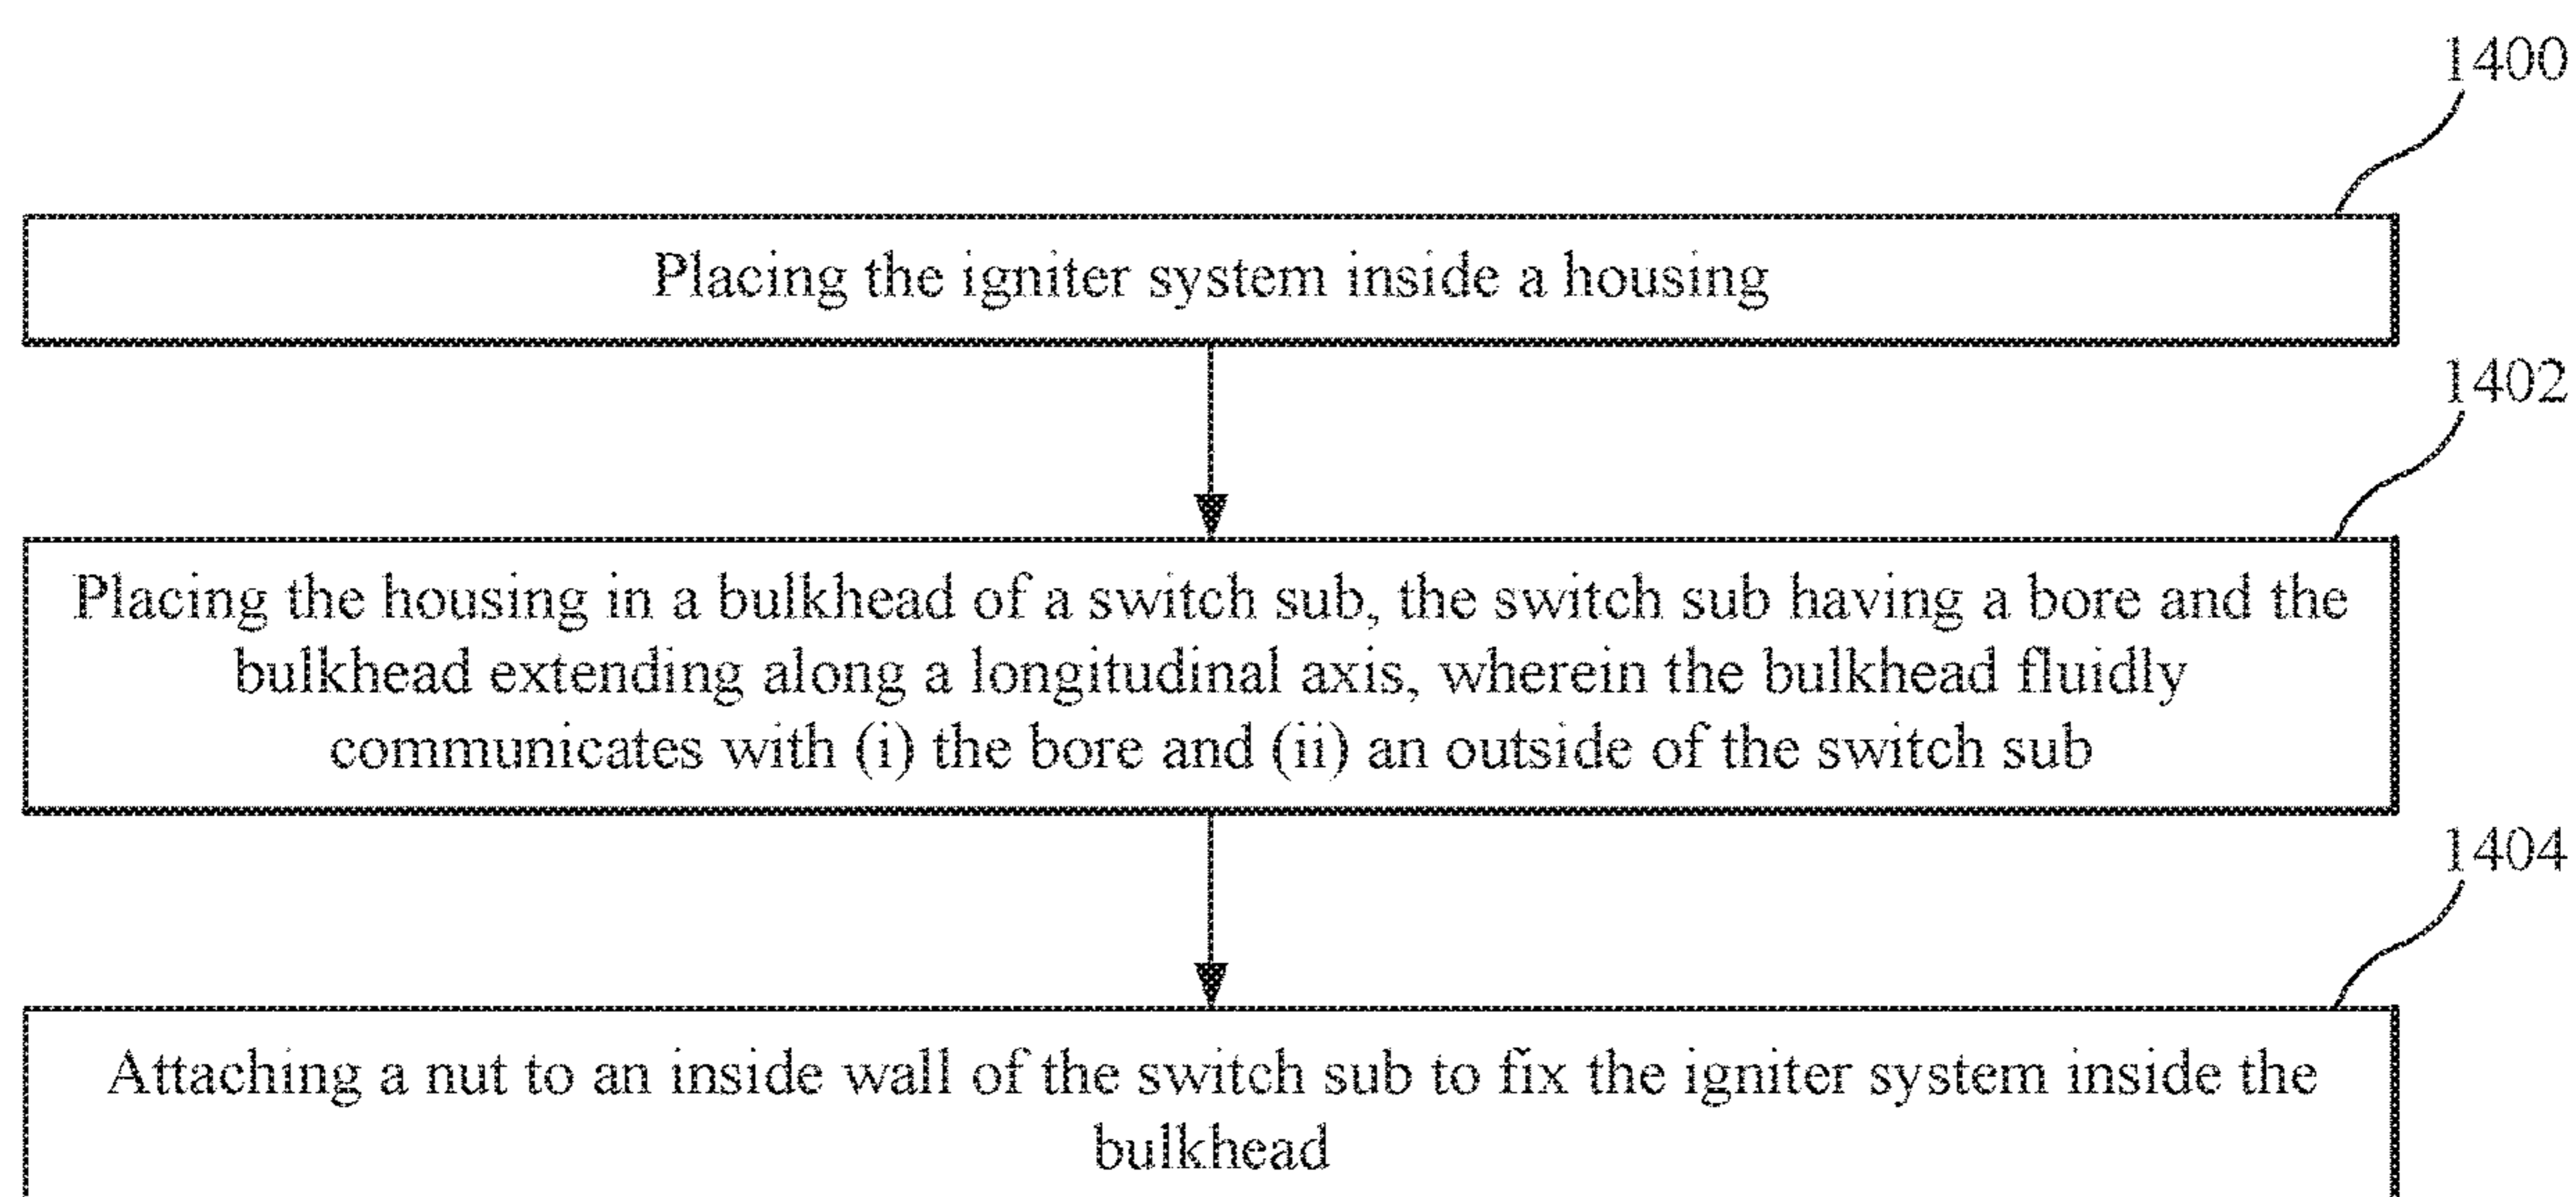 1400
Placing the igniter system inside a housing
1402
Placing the housing in a bulkhead of a switch sub, the switch sub having a bore and the
bulkhead extending along a longitudinal axis, wherein the bulkhead fluidly
communicates with (i) the bore and (ii) an outside of the switch sub
1404
Attaching a nut to an inside wall of the switch sub to fix the igniter system inside the
bulkhead